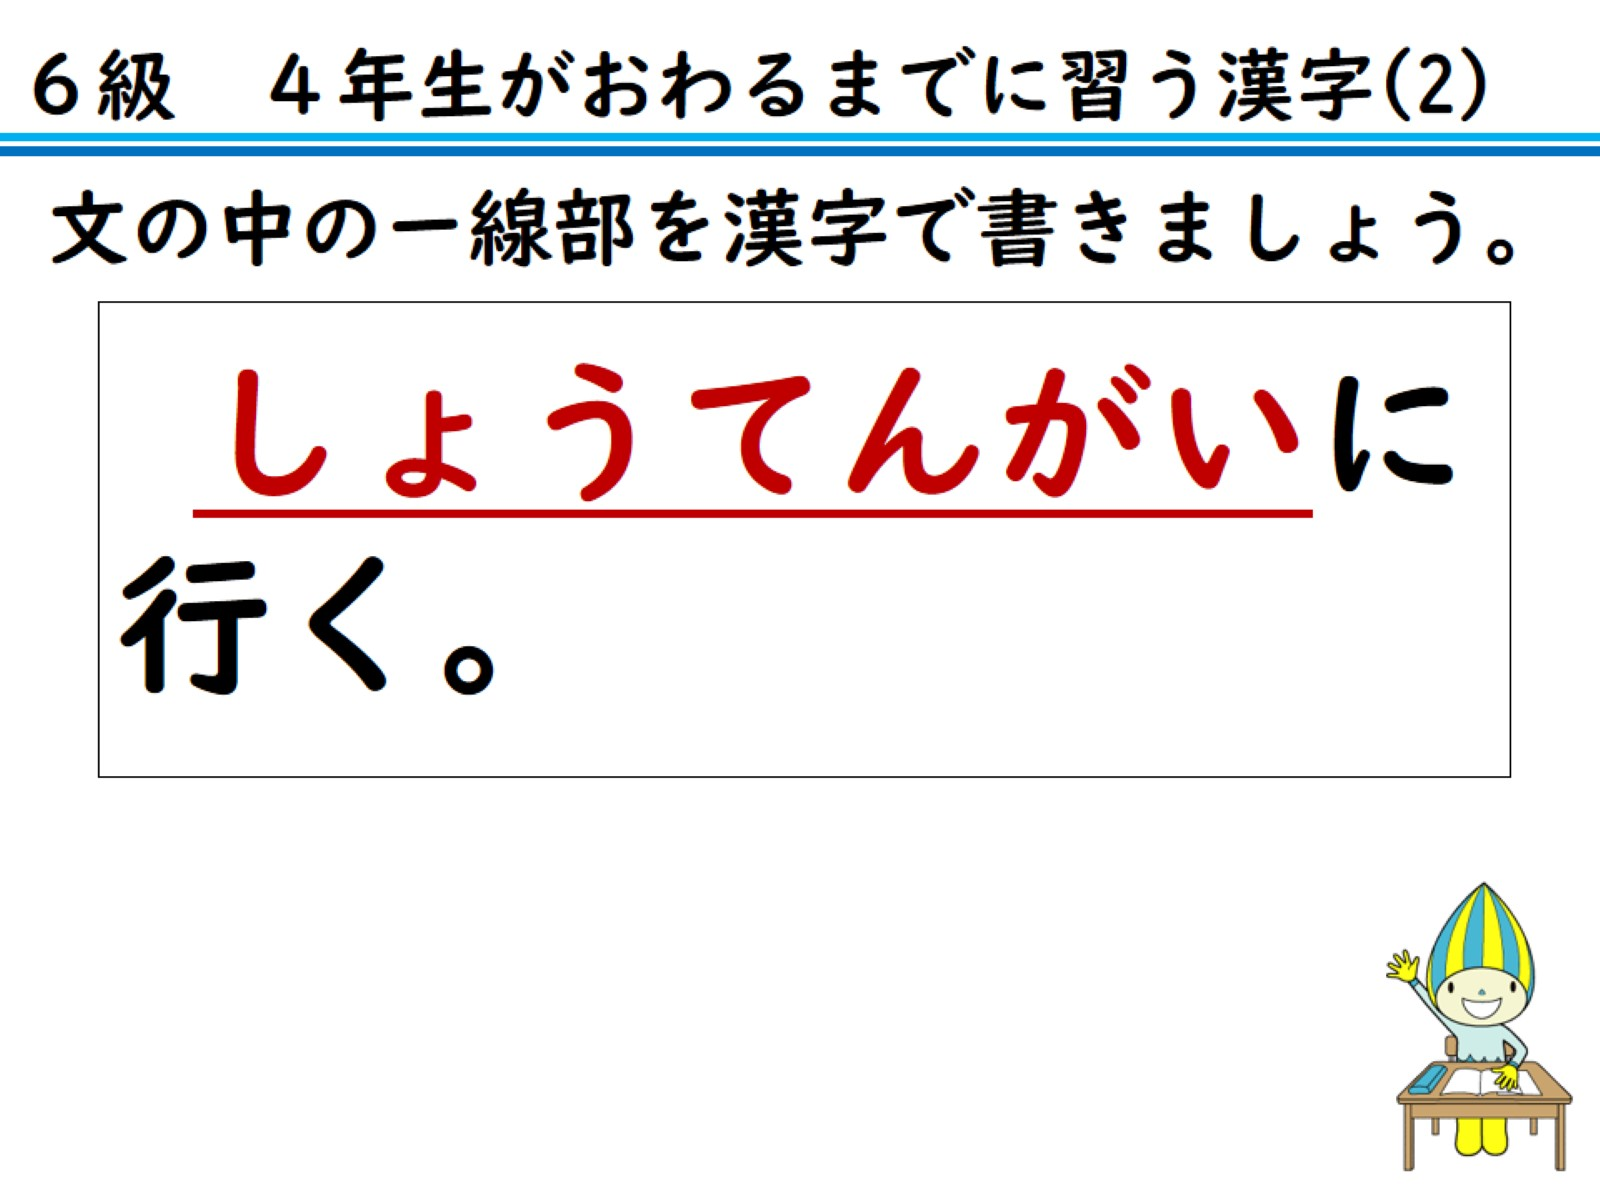 ６級　４年生がおわるまでに習う漢字(2)
文の中の一線部を漢字で書きましょう。
しょうてんがいに
行く。